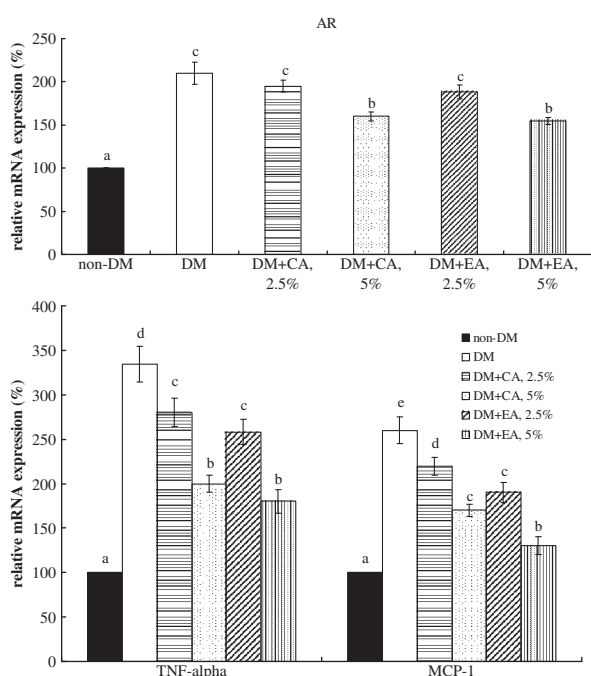 AR
relative mRNA expression (%)
250
200
150
100
50
0
c
c
c
b
b
a
non-DM DM DM+CA, 2.5% DM+CA, 5% DM+EA, 2.5% DM+EA, 5%
relative mRNA expression (%)
400
350
300
250
200
150
100
50
0
a
d
c
b
c
b
a
e
d
c
c
b
non-DM
DM
DM+CA, 2.5%
DM+CA, 5%
DM+EA, 2.5%
DM+EA, 5%
TNF-alpha MCP-1